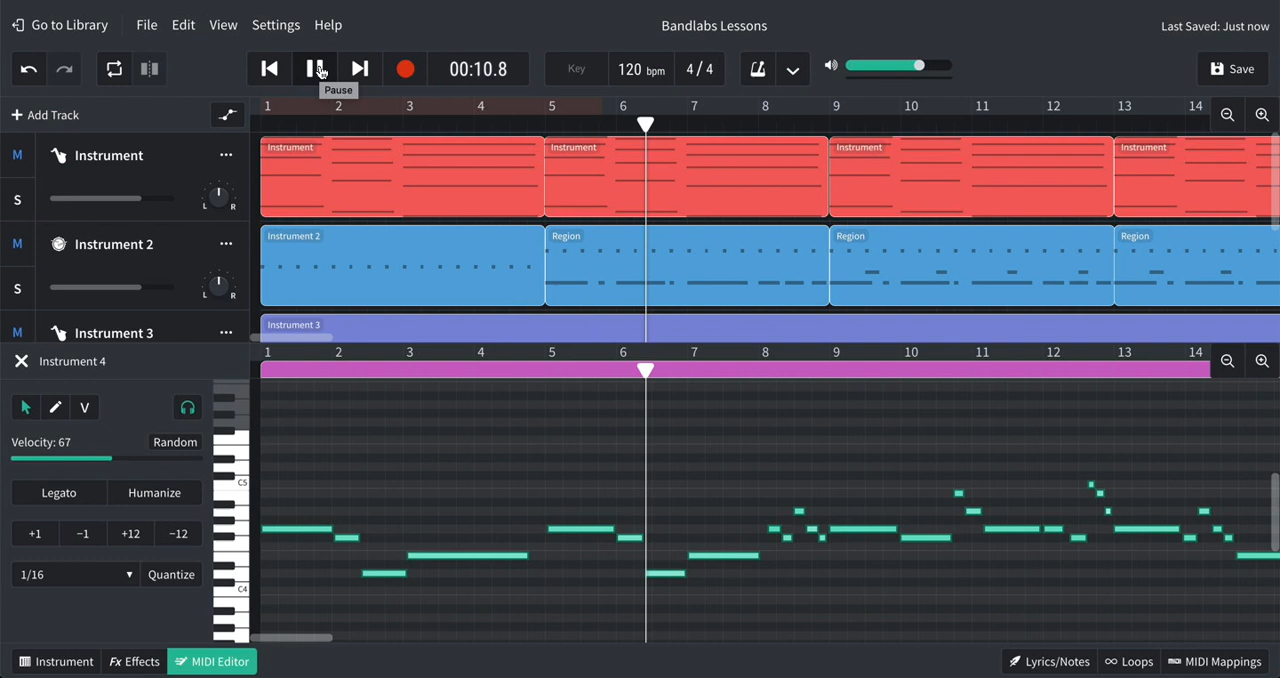 Go to Library File Edit View Settings Help Bandlabs Lessons Last Saved: Just now
00:10.8 Key 120 bpm 4 / 4 Save
Pause
Add Track 1 2 3 4 5 6 7 8 9 10 11 12 13 14
M Instrument ... Instrument Instrument Instrument Instrument
S L R
M Instrument 2 ... Instrument 2 Region Region Region
S L R
M Instrument 3 ... Instrument 3
Instrument 4 1 2 3 4 5 6 7 8 9 10 11 12 13 14
V
Velocity: 67 Random
C5
Legato Humanize
+1 −1 +12 −12
1/16 Quantize
C4
Instrument Fx Effects MIDI Editor Lyrics/Notes Loops MIDI Mappings